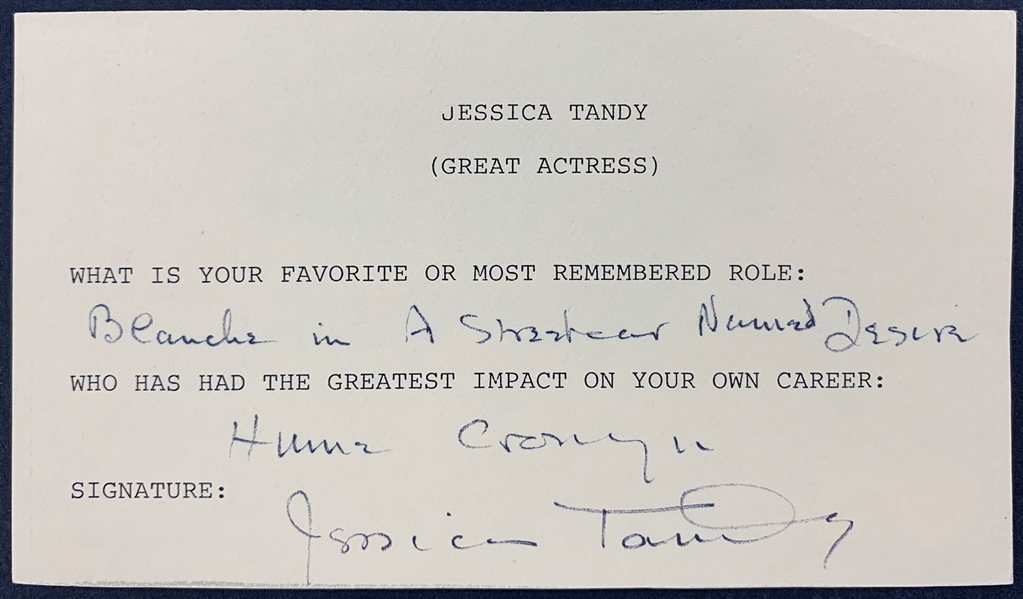 JESSICA TANDY
(GREAT ACTRESS)
WHAT IS YOUR FAVORITE OR MOST REMEMBERED ROLE:
Blanche in A Streetcar Named Desire
WHO HAS HAD THE GREATEST IMPACT ON YOUR OWN CAREER:
Hume Cronyn
SIGNATURE:
Jessica Tandy